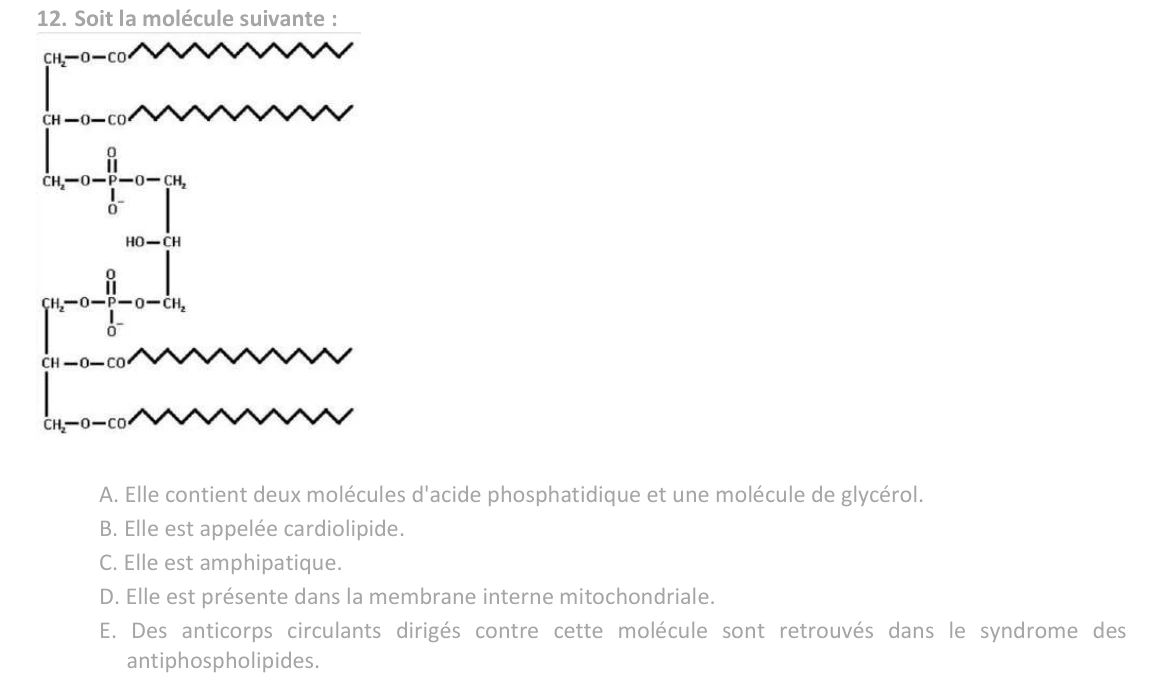 12. Soit la molécule suivante :
CH₂—O—CO
CH—O—CO
O
CH₂—O—P—O—CH₂
O⁻
HO—CH
O
CH₂—O—P—O—CH₂
O⁻
CH—O—CO
CH₂—O—CO
A. Elle contient deux molécules d'acide phosphatidique et une molécule de glycérol.
B. Elle est appelée cardiolipide.
C. Elle est amphipatique.
D. Elle est présente dans la membrane interne mitochondriale.
E. Des anticorps circulants dirigés contre cette molécule sont retrouvés dans le syndrome des
antiphospholipides.